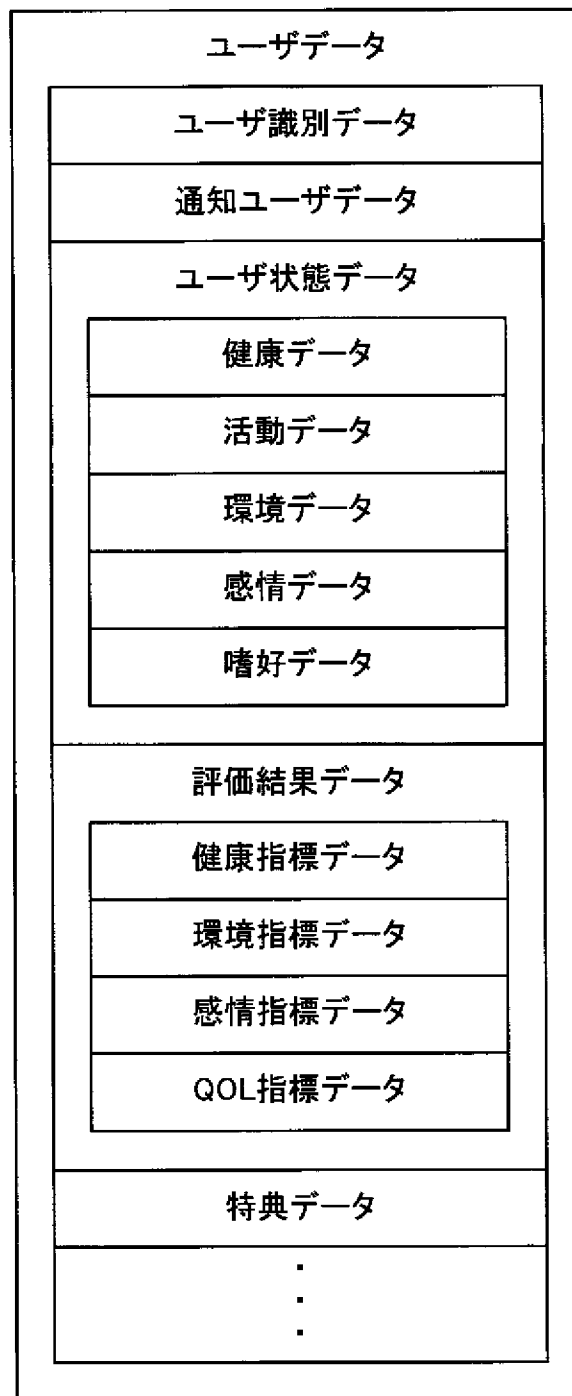 ユーザデータ
ユーザ識別データ
通知ユーザデータ
ユーザ状態データ
健康データ
活動データ
環境データ
感情データ
嗜好データ
評価結果データ
健康指標データ
環境指標データ
感情指標データ
QOL指標データ
特典データ
・
・
・